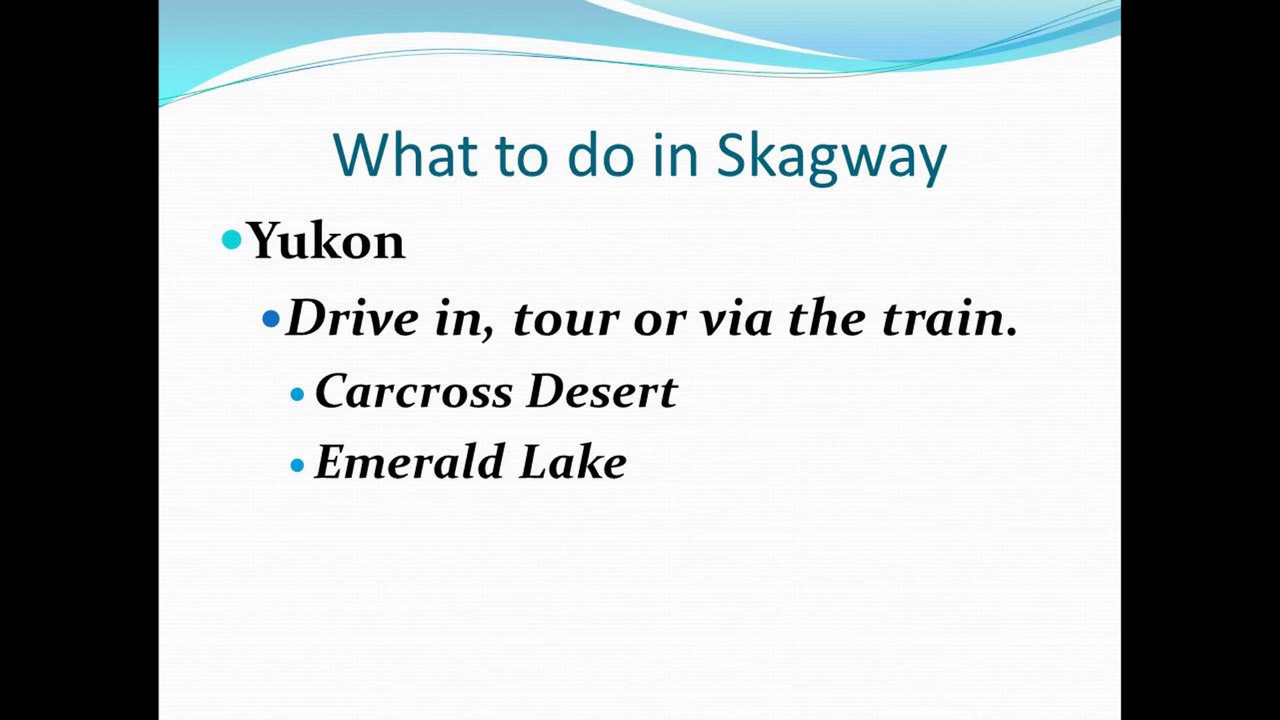 What to do in Skagway
Yukon
Drive in, tour or via the train.
Carcross Desert
Emerald Lake